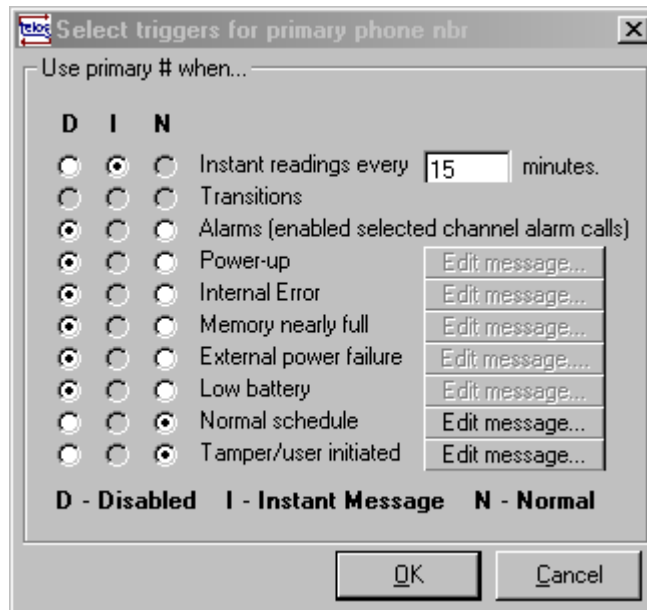 telos Select triggers for primary phone nbr
Use primary # when...
D I N
Instant readings every 15 minutes.
Transitions
Alarms (enabled selected channel alarm calls)
Power-up Edit message...
Internal Error Edit message...
Memory nearly full Edit message...
External power failure Edit message....
Low battery Edit message...
Normal schedule Edit message...
Tamper/user initiated Edit message...
D - Disabled I - Instant Message N - Normal
OK Cancel